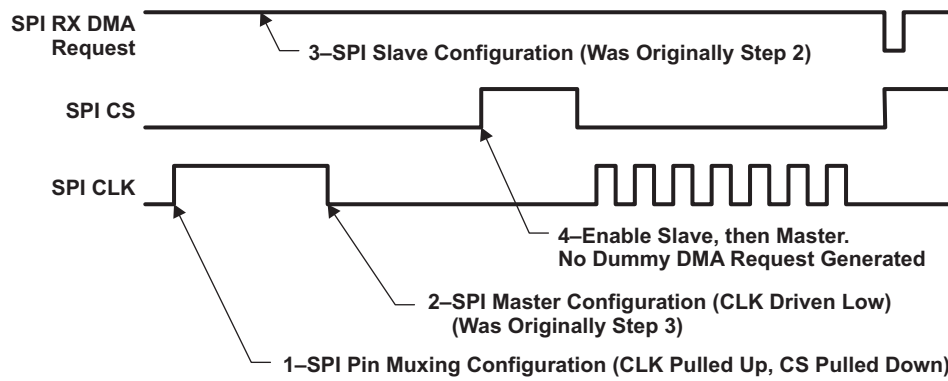 SPI RX DMA
Request
3–SPI Slave Configuration (Was Originally Step 2)
SPI CS
SPI CLK
4–Enable Slave, then Master.
No Dummy DMA Request Generated
2–SPI Master Configuration (CLK Driven Low)
(Was Originally Step 3)
1–SPI Pin Muxing Configuration (CLK Pulled Up, CS Pulled Down)